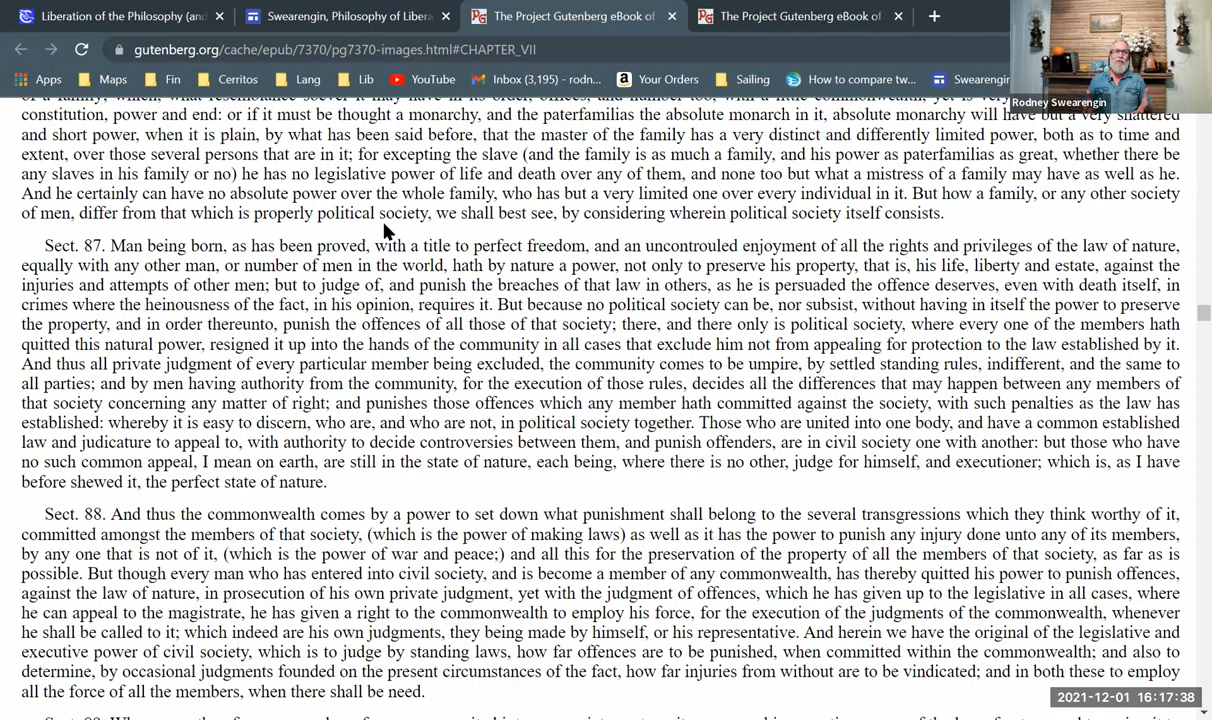 Liberation of the Philosophy (and
Swearengin, Philosophy of Libera
The Project Gutenberg eBook of
The Project Gutenberg eBook of
gutenberg.org/cache/epub/7370/pg7370-images.html#CHAPTER_VII
Apps Maps Fin Cerritos Lang Lib YouTube Inbox (3,195) - rodn... Your Orders Sailing How to compare tw... Swearengin
Rodney Swearengin
of a family, which, what resemblance soever it may have in its order, offices, and number too, with a little commonwealth, yet is very
constitution, power and end: or if it must be thought a monarchy, and the paterfamilias the absolute monarch in it, absolute monarchy will have but a very shattered
and short power, when it is plain, by what has been said before, that the master of the family has a very distinct and differently limited power, both as to time and
extent, over those several persons that are in it; for excepting the slave (and the family is as much a family, and his power as paterfamilias as great, whether there be
any slaves in his family or no) he has no legislative power of life and death over any of them, and none too but what a mistress of a family may have as well as he.
And he certainly can have no absolute power over the whole family, who has but a very limited one over every individual in it. But how a family, or any other society
of men, differ from that which is properly political society, we shall best see, by considering wherein political society itself consists.
Sect. 87. Man being born, as has been proved, with a title to perfect freedom, and an uncontrouled enjoyment of all the rights and privileges of the law of nature,
equally with any other man, or number of men in the world, hath by nature a power, not only to preserve his property, that is, his life, liberty and estate, against the
injuries and attempts of other men; but to judge of, and punish the breaches of that law in others, as he is persuaded the offence deserves, even with death itself, in
crimes where the heinousness of the fact, in his opinion, requires it. But because no political society can be, nor subsist, without having in itself the power to preserve
the property, and in order thereunto, punish the offences of all those of that society; there, and there only is political society, where every one of the members hath
quitted this natural power, resigned it up into the hands of the community in all cases that exclude him not from appealing for protection to the law established by it.
And thus all private judgment of every particular member being excluded, the community comes to be umpire, by settled standing rules, indifferent, and the same to
all parties; and by men having authority from the community, for the execution of those rules, decides all the differences that may happen between any members of
that society concerning any matter of right; and punishes those offences which any member hath committed against the society, with such penalties as the law has
established: whereby it is easy to discern, who are, and who are not, in political society together. Those who are united into one body, and have a common established
law and judicature to appeal to, with authority to decide controversies between them, and punish offenders, are in civil society one with another: but those who have
no such common appeal, I mean on earth, are still in the state of nature, each being, where there is no other, judge for himself, and executioner; which is, as I have
before shewed it, the perfect state of nature.
Sect. 88. And thus the commonwealth comes by a power to set down what punishment shall belong to the several transgressions which they think worthy of it,
committed amongst the members of that society, (which is the power of making laws) as well as it has the power to punish any injury done unto any of its members,
by any one that is not of it, (which is the power of war and peace;) and all this for the preservation of the property of all the members of that society, as far as is
possible. But though every man who has entered into civil society, and is become a member of any commonwealth, has thereby quitted his power to punish offences,
against the law of nature, in prosecution of his own private judgment, yet with the judgment of offences, which he has given up to the legislative in all cases, where
he can appeal to the magistrate, he has given a right to the commonwealth to employ his force, for the execution of the judgments of the commonwealth, whenever
he shall be called to it; which indeed are his own judgments, they being made by himself, or his representative. And herein we have the original of the legislative and
executive power of civil society, which is to judge by standing laws, how far offences are to be punished, when committed within the commonwealth; and also to
determine, by occasional judgments founded on the present circumstances of the fact, how far injuries from without are to be vindicated; and in both these to employ
all the force of all the members, when there shall be need.
2021-12-01 16:17:38